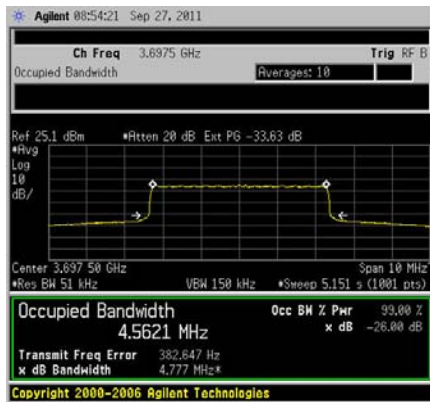 Agilent 08:54:21 Sep 27, 2011
Ch Freq 3.6975 GHz Trig RF B
Occupied Bandwidth Averages: 10
Ref 25.1 dBm *Atten 20 dB Ext PG -33.63 dB
*Avg
Log
10
dB/
Center 3.697 50 GHz Span 10 MHz
*Res BW 51 kHz VBW 150 kHz *Sweep 5.151 s (1001 pts)
Occupied Bandwidth Occ BW % Pwr 99.00 %
4.5621 MHz x dB -26.00 dB
Transmit Freq Error 382.647 Hz
x dB Bandwidth 4.777 MHz*
Copyright 2000-2006 Agilent Technologies